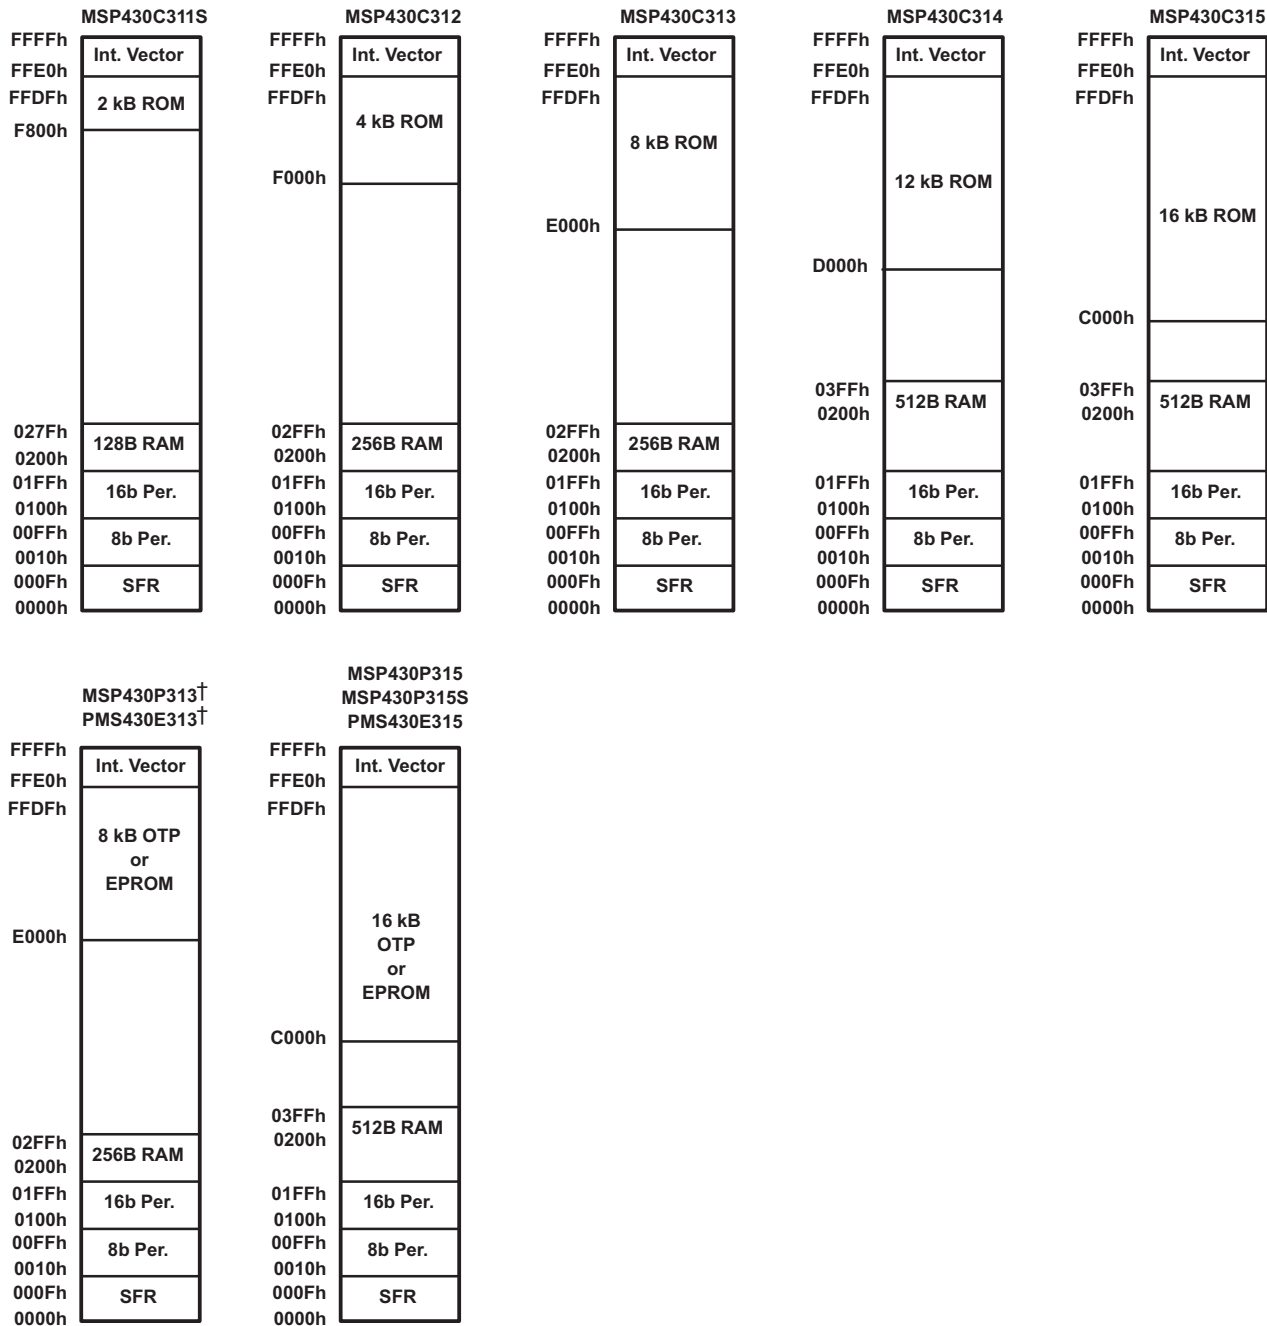 MSP430C311S
FFFFh
Int. Vector
FFE0h
FFDFh
2 kB ROM
F800h
027Fh
128B RAM
0200h
01FFh
16b Per.
0100h
00FFh
8b Per.
0010h
000Fh
SFR
0000h
MSP430C312
FFFFh
Int. Vector
FFE0h
FFDFh
4 kB ROM
F000h
02FFh
256B RAM
0200h
01FFh
16b Per.
0100h
00FFh
8b Per.
0010h
000Fh
SFR
0000h
MSP430C313
FFFFh
Int. Vector
FFE0h
FFDFh
8 kB ROM
E000h
02FFh
256B RAM
0200h
01FFh
16b Per.
0100h
00FFh
8b Per.
0010h
000Fh
SFR
0000h
MSP430C314
FFFFh
Int. Vector
FFE0h
FFDFh
12 kB ROM
D000h
03FFh
512B RAM
0200h
01FFh
16b Per.
0100h
00FFh
8b Per.
0010h
000Fh
SFR
0000h
MSP430C315
FFFFh
Int. Vector
FFE0h
FFDFh
16 kB ROM
C000h
03FFh
512B RAM
0200h
01FFh
16b Per.
0100h
00FFh
8b Per.
0010h
000Fh
SFR
0000h
MSP430P313†
PMS430E313†
FFFFh
Int. Vector
FFE0h
FFDFh
8 kB OTP
or
EPROM
E000h
02FFh
256B RAM
0200h
01FFh
16b Per.
0100h
00FFh
8b Per.
0010h
000Fh
SFR
0000h
MSP430P315
MSP430P315S
PMS430E315
FFFFh
Int. Vector
FFE0h
FFDFh
16 kB
OTP
or
EPROM
C000h
03FFh
512B RAM
0200h
01FFh
16b Per.
0100h
00FFh
8b Per.
0010h
000Fh
SFR
0000h